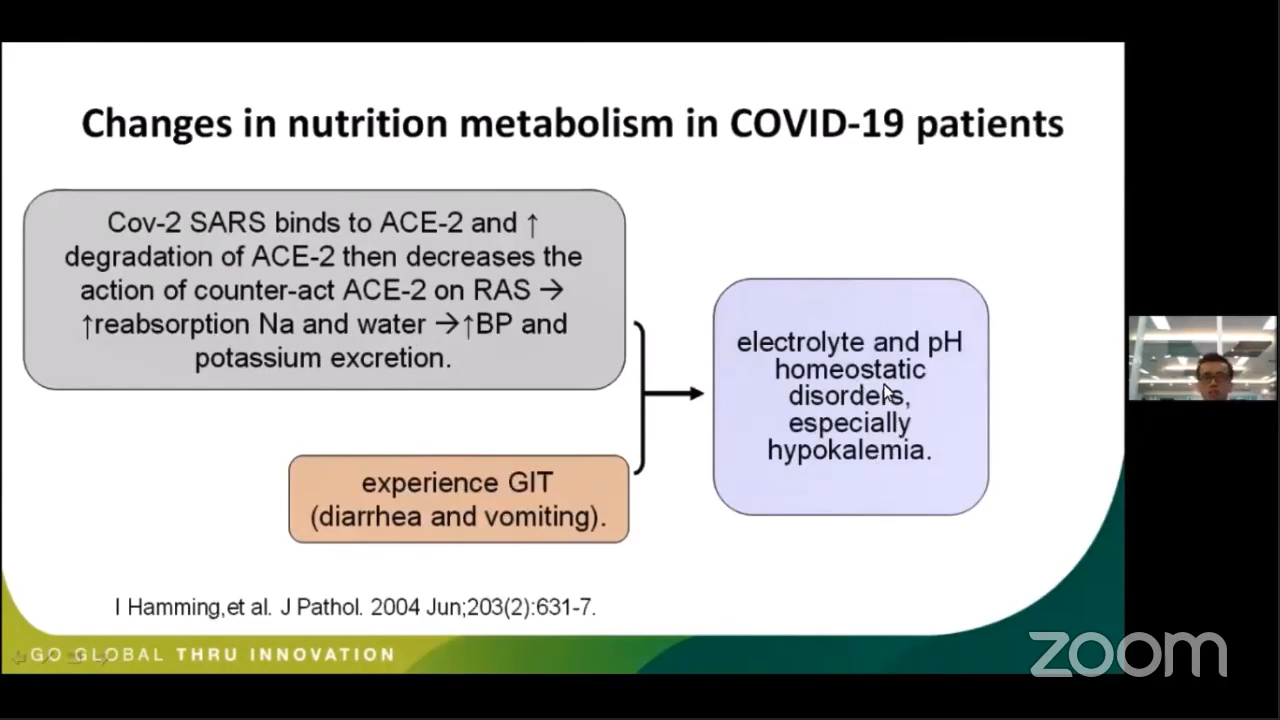 Changes in nutrition metabolism in COVID-19 patients
Cov-2 SARS binds to ACE-2 and ↑
degradation of ACE-2 then decreases the
action of counter-act ACE-2 on RAS →
↑reabsorption Na and water →↑BP and
potassium excretion.
experience GIT
(diarrhea and vomiting).
electrolyte and pH
homeostatic
disorders,
especially
hypokalemia.
I Hamming,et al. J Pathol. 2004 Jun;203(2):631-7.
GO GLOBAL THRU INNOVATION
zoom